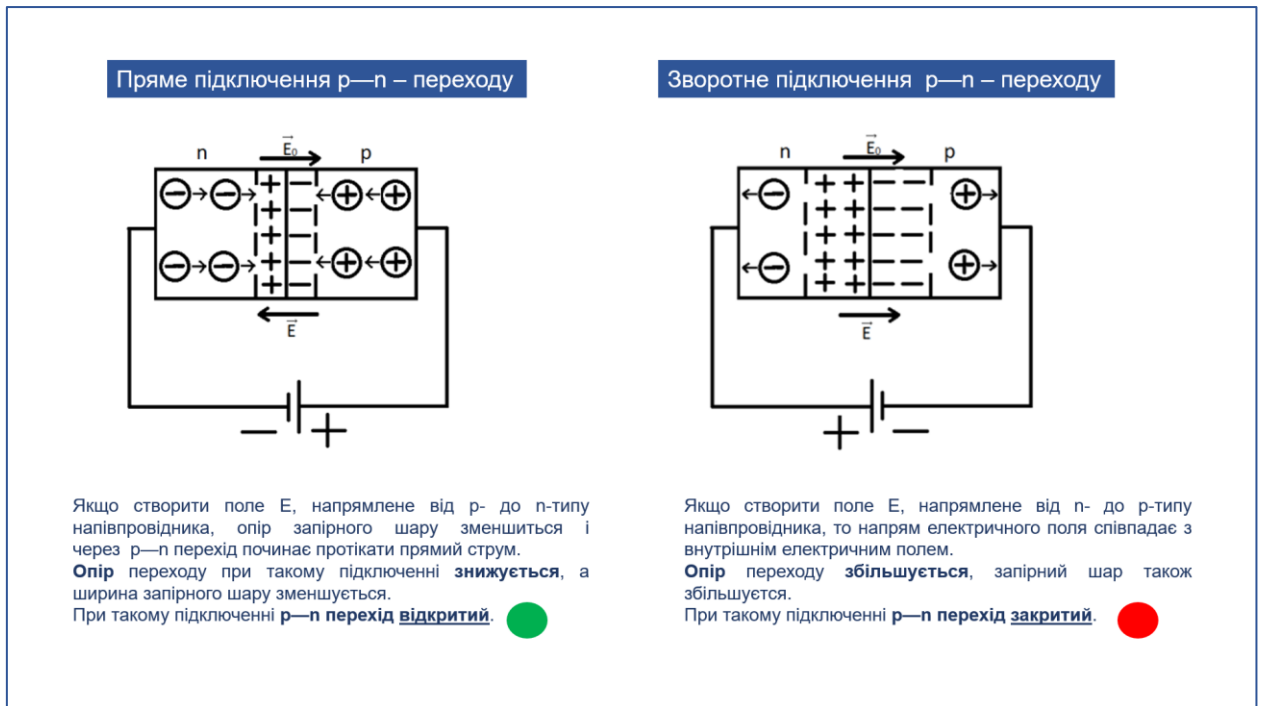 Пряме підключення p—n – переходу
n E₀ p
E
— +
Якщо створити поле E, напрямлене від p- до n-типу
напівпровідника, опір запірного шару зменшиться і
через p—n перехід починає протікати прямий струм.
Опір переходу при такому підключенні знижується, а
ширина запірного шару зменшується.
При такому підключенні p—n перехід відкритий.
Зворотне підключення p—n – переходу
n E₀ p
E
+ —
Якщо створити поле E, напрямлене від n- до p-типу
напівпровідника, то напрям електричного поля співпадає з
внутрішнім електричним полем.
Опір переходу збільшується, запірний шар також
збільшуєтся.
При такому підключенні p—n перехід закритий.